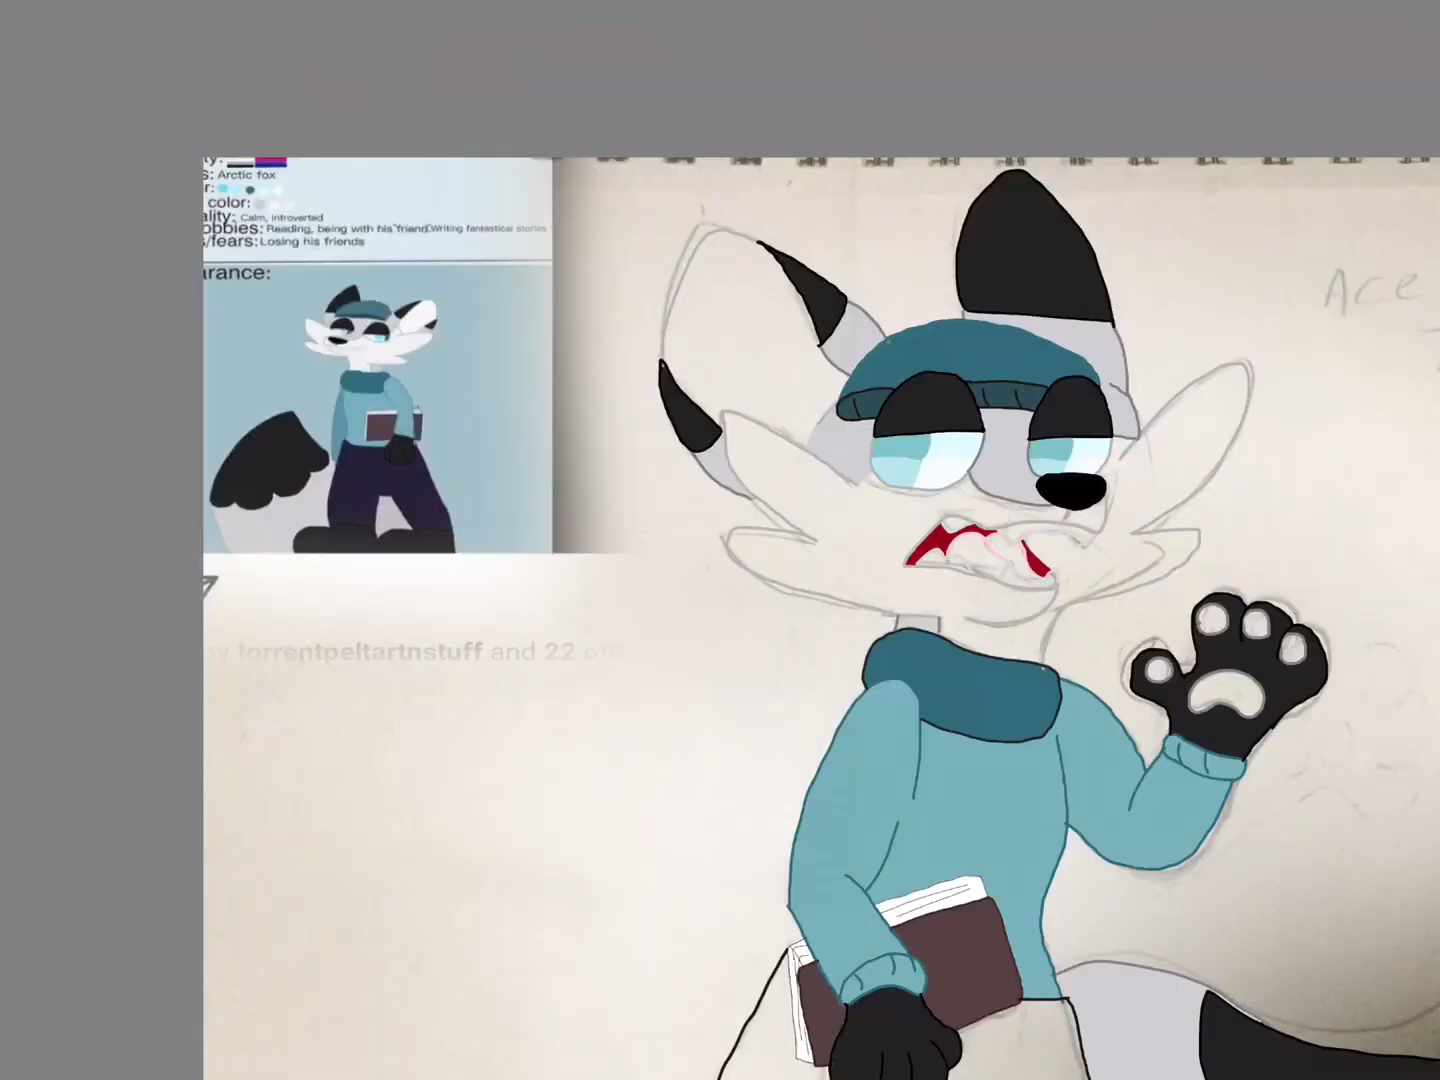 s: Arctic fox
r:
color:
ality: Calm, introverted
obbies: Reading, being with his friend, Writing fantastical stories
s/fears: Losing his friends
arance:
Ace
torrentpeltartnstuff and 22